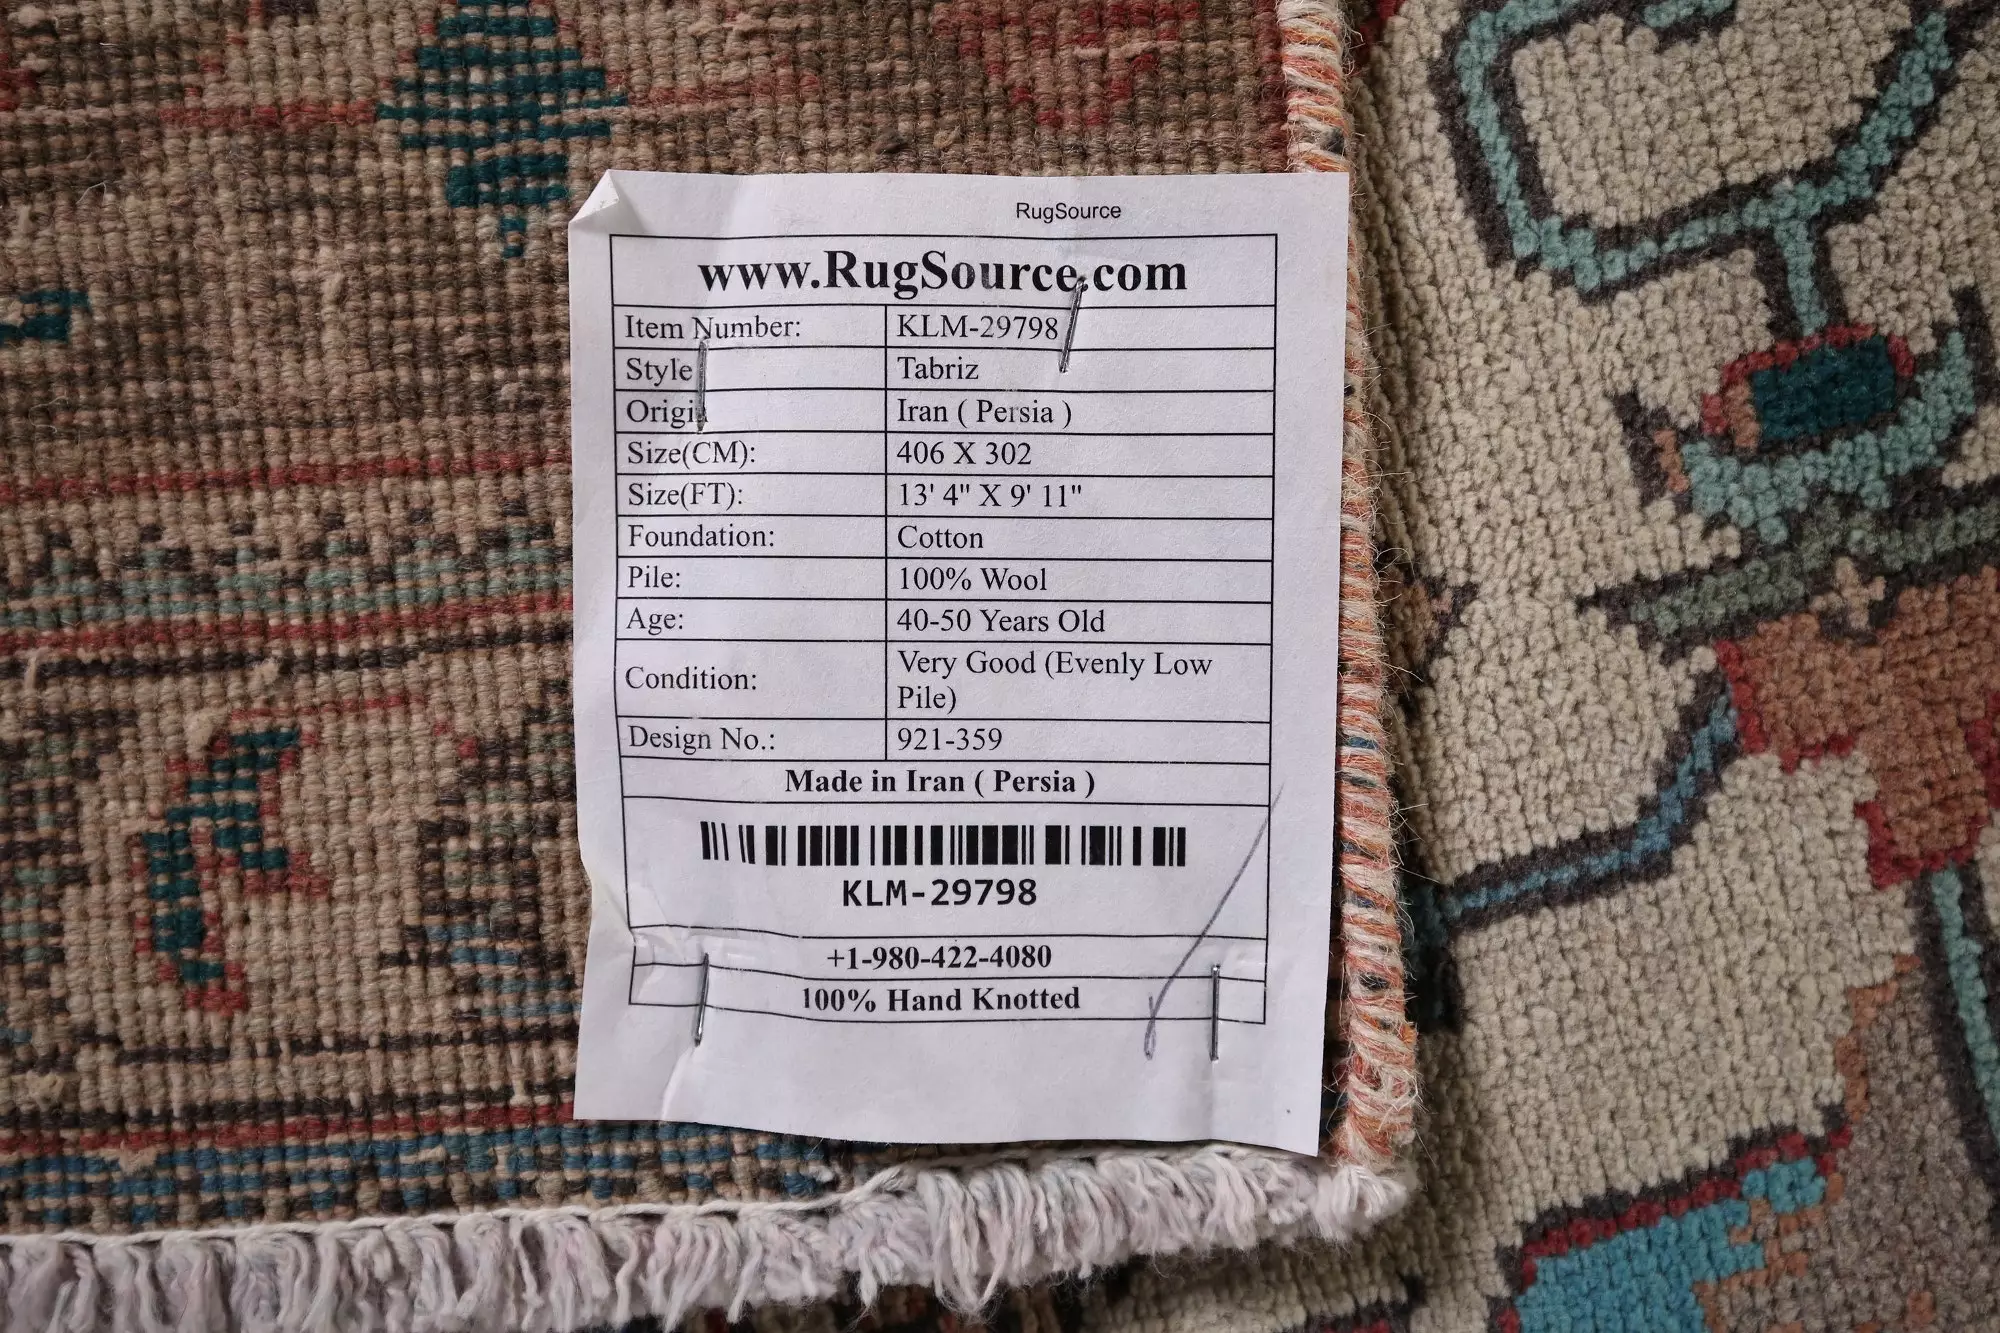 RugSource
www.RugSource.com
Item Number: KLM-29798
Style Tabriz
Origi Iran ( Persia )
Size(CM): 406 X 302
Size(FT): 13' 4" X 9' 11"
Foundation: Cotton
Pile: 100% Wool
Age: 40-50 Years Old
Condition: Very Good (Evenly Low
Pile)
Design No.: 921-359
Made in Iran ( Persia )
KLM-29798
+1-980-422-4080
100% Hand Knotted